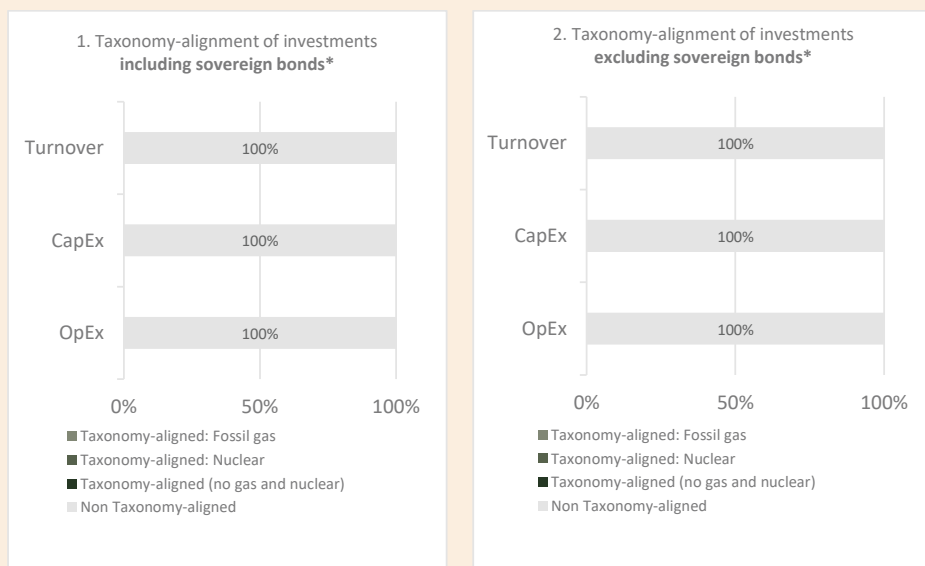 1. Taxonomy-alignment of investments
including sovereign bonds*
Turnover
100%
CapEx
100%
OpEx
100%
0% 50% 100%
Taxonomy-aligned: Fossil gas
Taxonomy-aligned: Nuclear
Taxonomy-aligned (no gas and nuclear)
Non Taxonomy-aligned
2. Taxonomy-alignment of investments
excluding sovereign bonds*
Turnover
100%
CapEx
100%
OpEx
100%
0% 50% 100%
Taxonomy-aligned: Fossil gas
Taxonomy-aligned: Nuclear
Taxonomy-aligned (no gas and nuclear)
Non Taxonomy-aligned